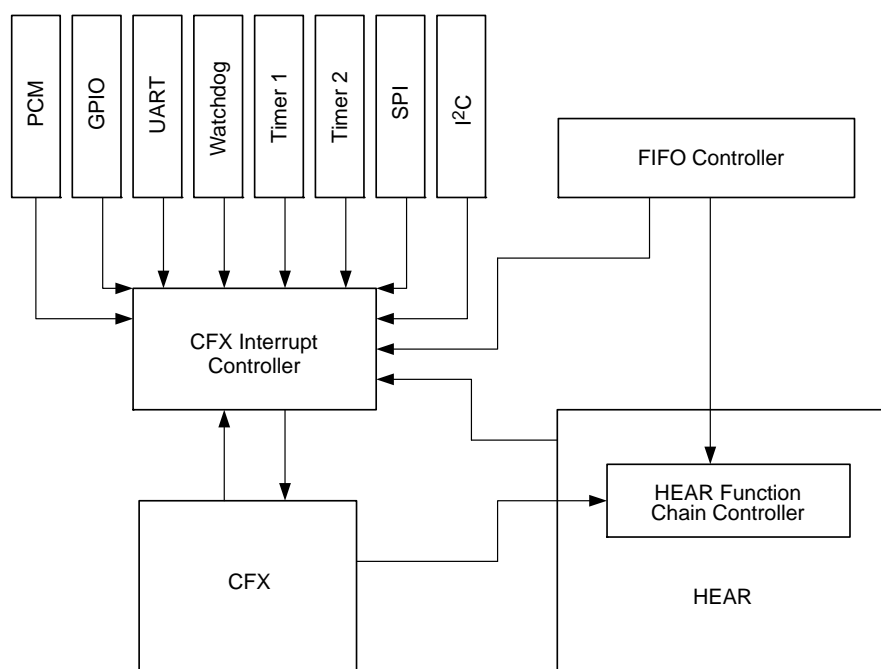 PCM
GPIO
UART
Watchdog
Timer 1
Timer 2
SPI
I²C
FIFO Controller
CFX Interrupt
Controller
HEAR Function
Chain Controller
CFX
HEAR